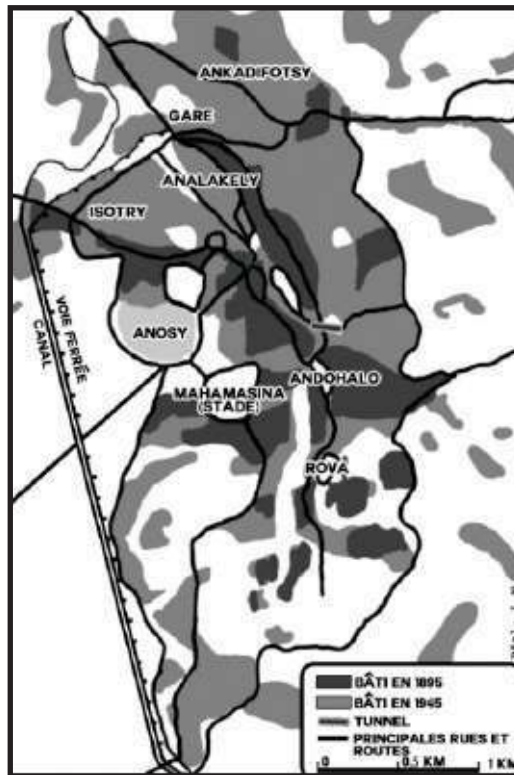 ANKADIFOTSY
GARE
ANALAKELY
ISOTRY
VOIE FERRÉE
CANAL
ANOSY
MAHAMASINA
(STADE)
ANDOHALO
ROVA
BÂTI EN 1895
BÂTI EN 1945
TUNNEL
PRINCIPALES RUES ET
ROUTES
0 0,5 KM 1 KM